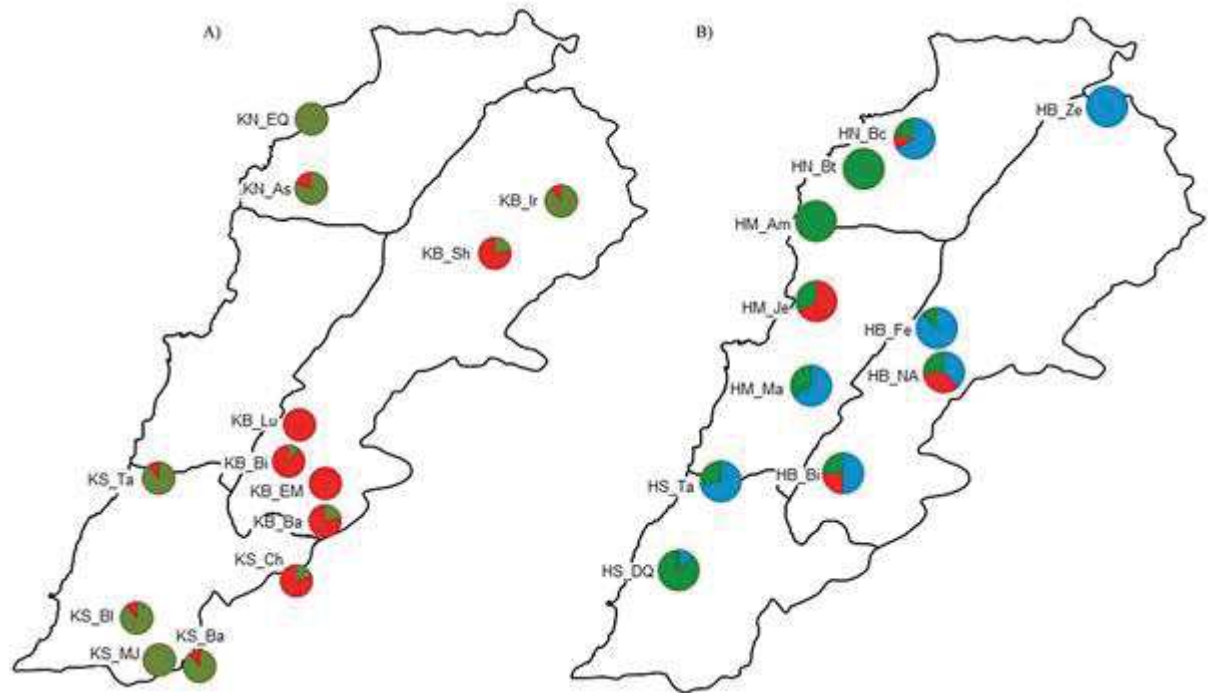 A)
KN_EQ
KN_As
KB_Ir
KB_Sh
KB_Lu
KB_Bi
KS_Ta
KB_EM
KB_Ba
KS_Ch
KS_Bl
KS_Ba
KS_MJ
B)
HB_Ze
HN_Bc
HN_Bt
HM_Am
HM_Je
HB_Fe
HB_NA
HM_Ma
HB_Bi
HS_Ta
HS_DQ